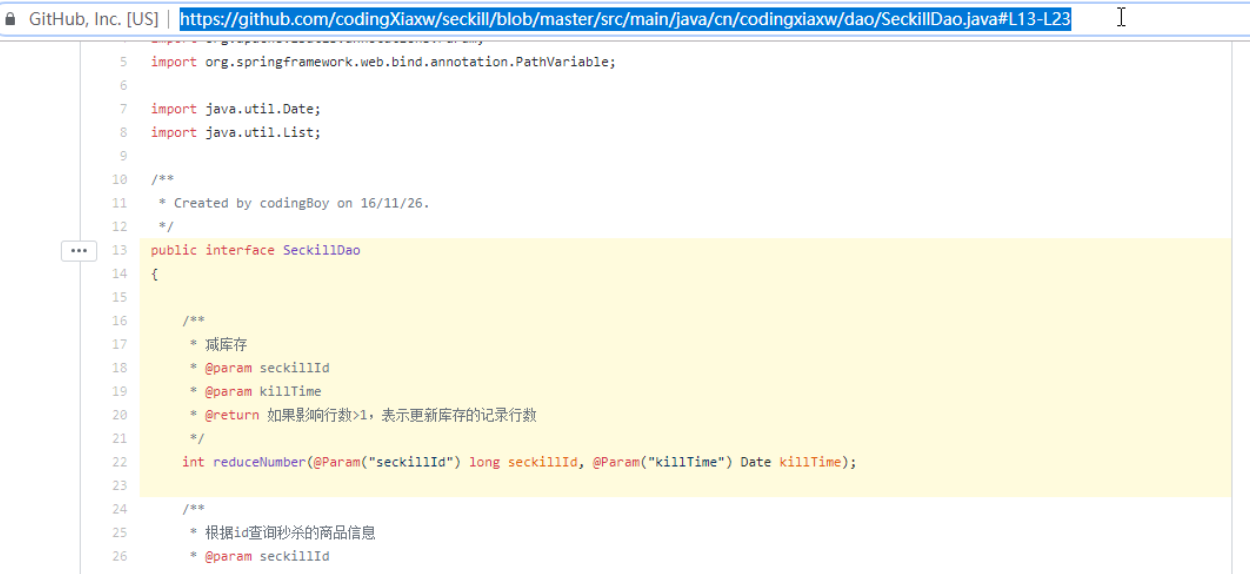 GitHub, Inc. [US] | https://github.com/codingXiaxw/seckill/blob/master/src/main/java/cn/codingxiaxw/dao/SeckillDao.java#L13-L23
5 import org.springframework.web.bind.annotation.PathVariable;
6
7 import java.util.Date;
8 import java.util.List;
9
10 /**
11 * Created by codingBoy on 16/11/26.
12 */
... 13 public interface SeckillDao
14 {
15
16 /**
17 * 减库存
18 * @param seckillId
19 * @param killTime
20 * @return 如果影响行数>1，表示更新库存的记录行数
21 */
22 int reduceNumber(@Param("seckillId") long seckillId, @Param("killTime") Date killTime);
23
24 /**
25 * 根据id查询秒杀的商品信息
26 * @param seckillId